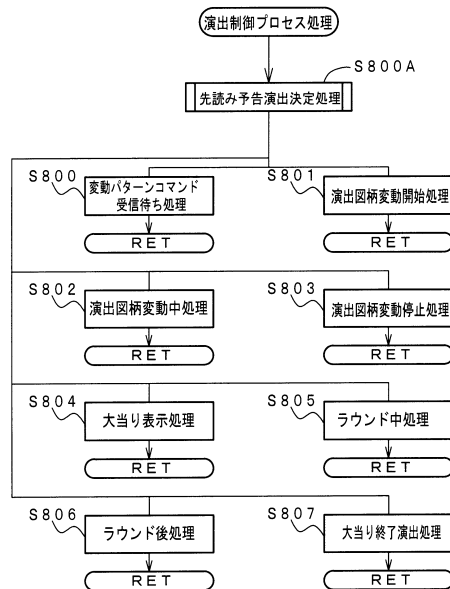 演出制御プロセス処理
S800A
先読み予告演出決定処理
S800
変動パターンコマンド
受信待ち処理
RET
S801
演出図柄変動開始処理
RET
S802
演出図柄変動中処理
RET
S803
演出図柄変動停止処理
RET
S804
大当り表示処理
RET
S805
ラウンド中処理
RET
S806
ラウンド後処理
RET
S807
大当り終了演出処理
RET